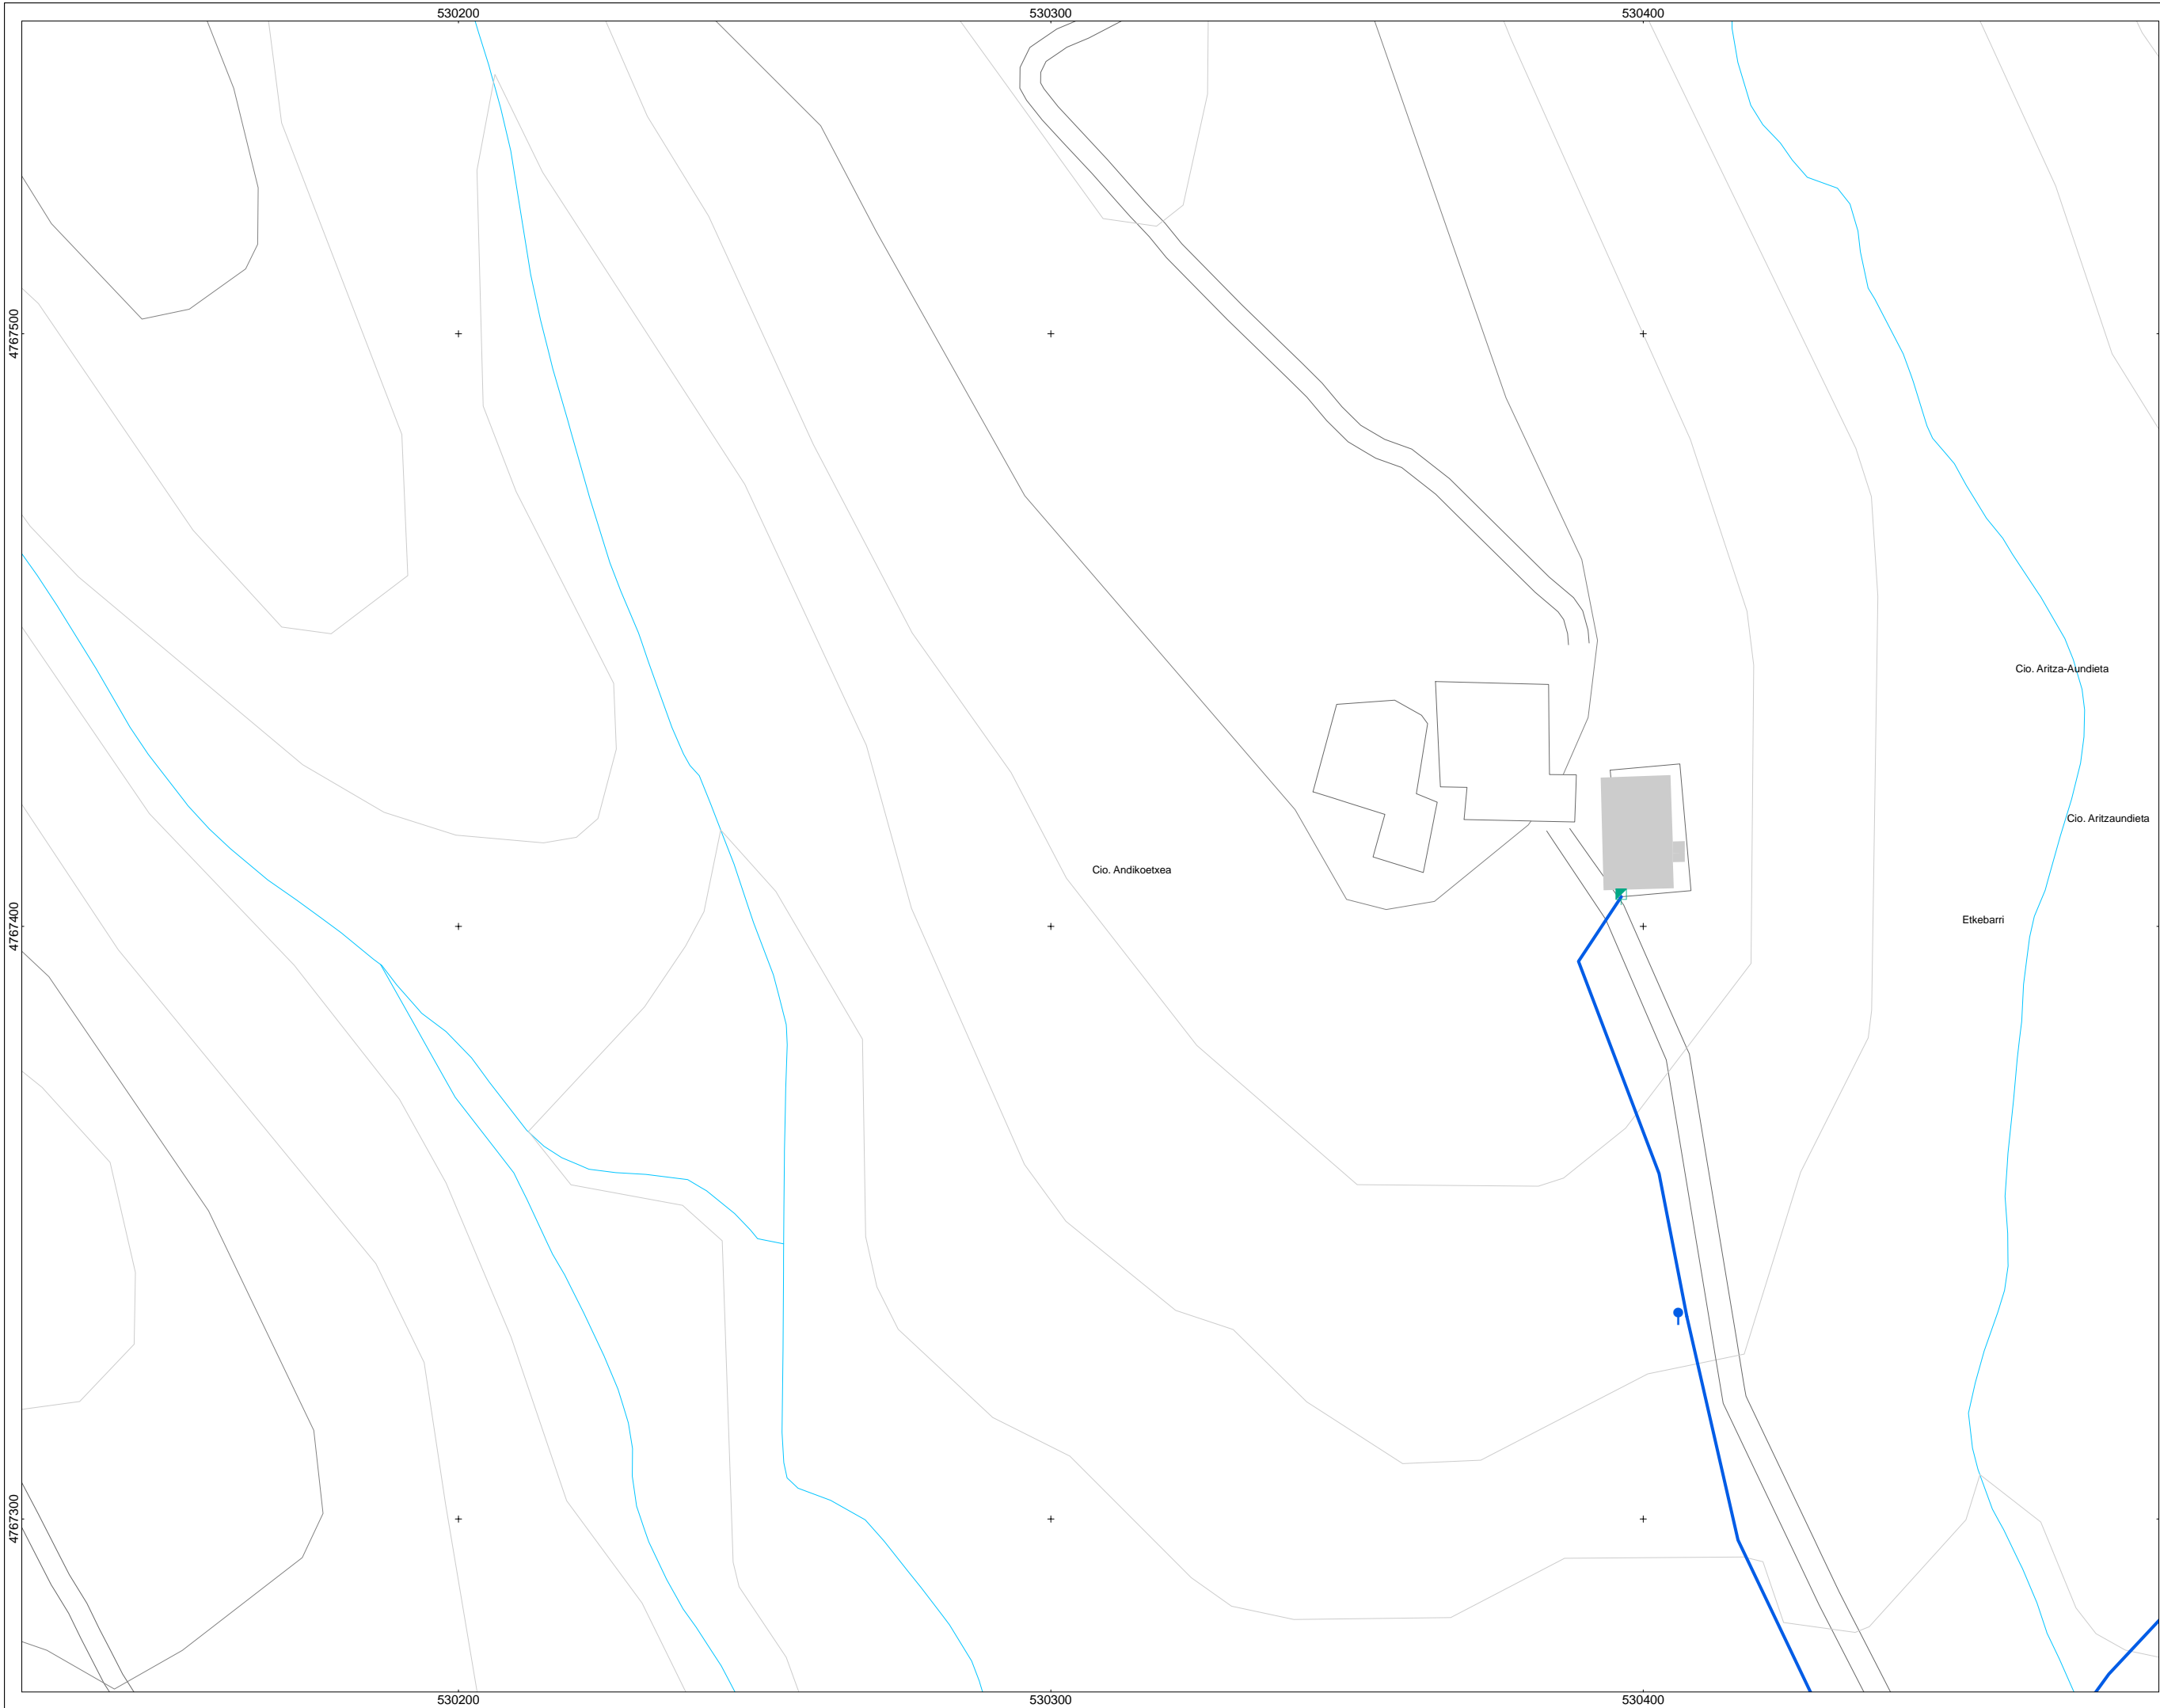 530200 530300 530400
4767500
Cio. Aritza-Aundieta
Cio. Aritzaundieta
Cio. Andikoetxea
Etkebarri
4767400
4767300
530200 530300 530400